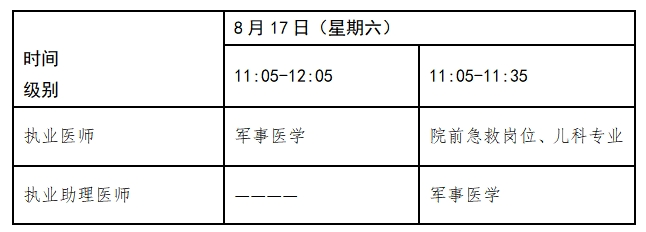 8月17日（星期六）
时间
级别
11:05-12:05
11:05-11:35
执业医师
军事医学
院前急救岗位、儿科专业
执业助理医师
————
军事医学